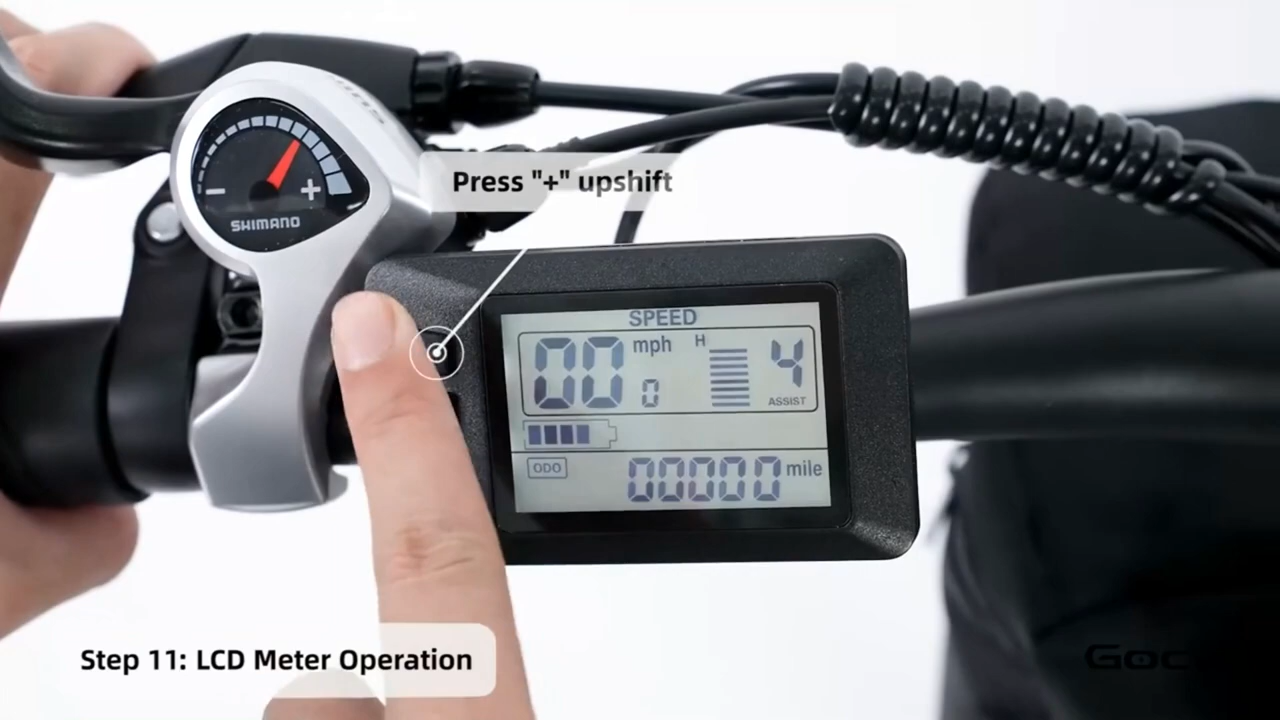 SHIMANO
Press "+" upshift
SPEED
00 mph
0
H
4
ASSIST
ODO
00000 mile
Step 11: LCD Meter Operation